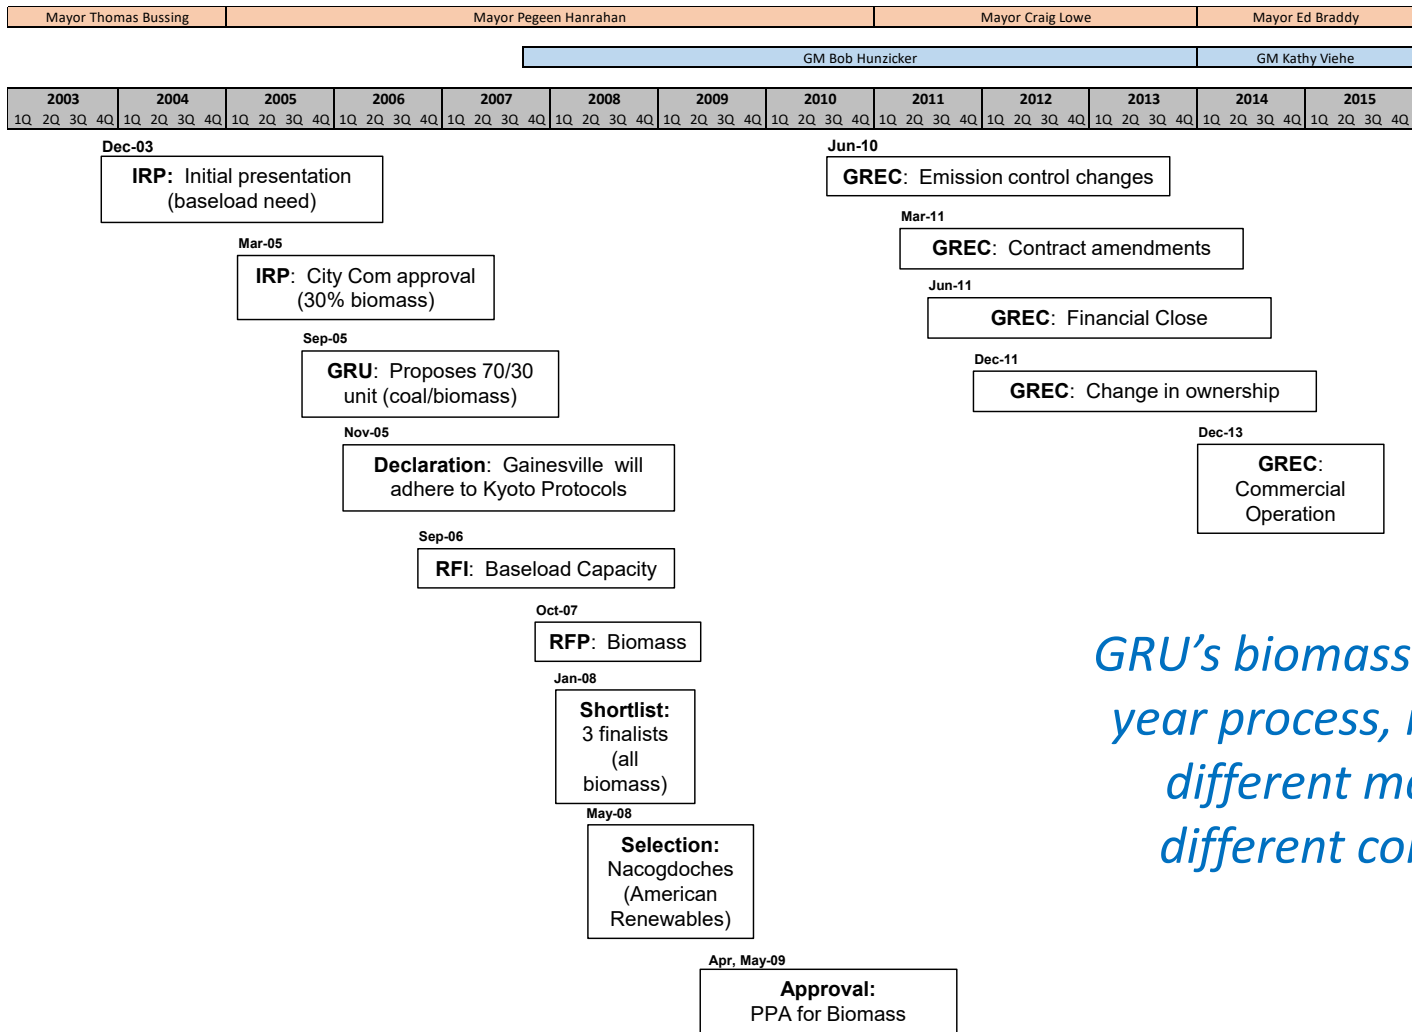 Mayor Thomas Bussing Mayor Pegeen Hanrahan Mayor Craig Lowe Mayor Ed Braddy
GM Bob Hunzicker GM Kathy Viehe
2003 2004 2005 2006 2007 2008 2009 2010 2011 2012 2013 2014 2015
1Q 2Q 3Q 4Q 1Q 2Q 3Q 4Q 1Q 2Q 3Q 4Q 1Q 2Q 3Q 4Q 1Q 2Q 3Q 4Q 1Q 2Q 3Q 4Q 1Q 2Q 3Q 4Q 1Q 2Q 3Q 4Q 1Q 2Q 3Q 4Q 1Q 2Q 3Q 4Q 1Q 2Q 3Q 4Q 1Q 2Q 3Q 4Q 1Q 2Q 3Q 4Q
Dec-03
IRP: Initial presentation
(baseload need)
Mar-05
IRP: City Com approval
(30% biomass)
Sep-05
GRU: Proposes 70/30
unit (coal/biomass)
Nov-05
Declaration: Gainesville will
adhere to Kyoto Protocols
Sep-06
RFI: Baseload Capacity
Oct-07
RFP: Biomass
Jan-08
Shortlist:
3 finalists
(all
biomass)
May-08
Selection:
Nacogdoches
(American
Renewables)
Apr, May-09
Approval:
PPA for Biomass
Jun-10
GREC: Emission control changes
Mar-11
GREC: Contract amendments
Jun-11
GREC: Financial Close
Dec-11
GREC: Change in ownership
Dec-13
GREC:
Commercial
Operation
GRU's biomass
year process,
different
different